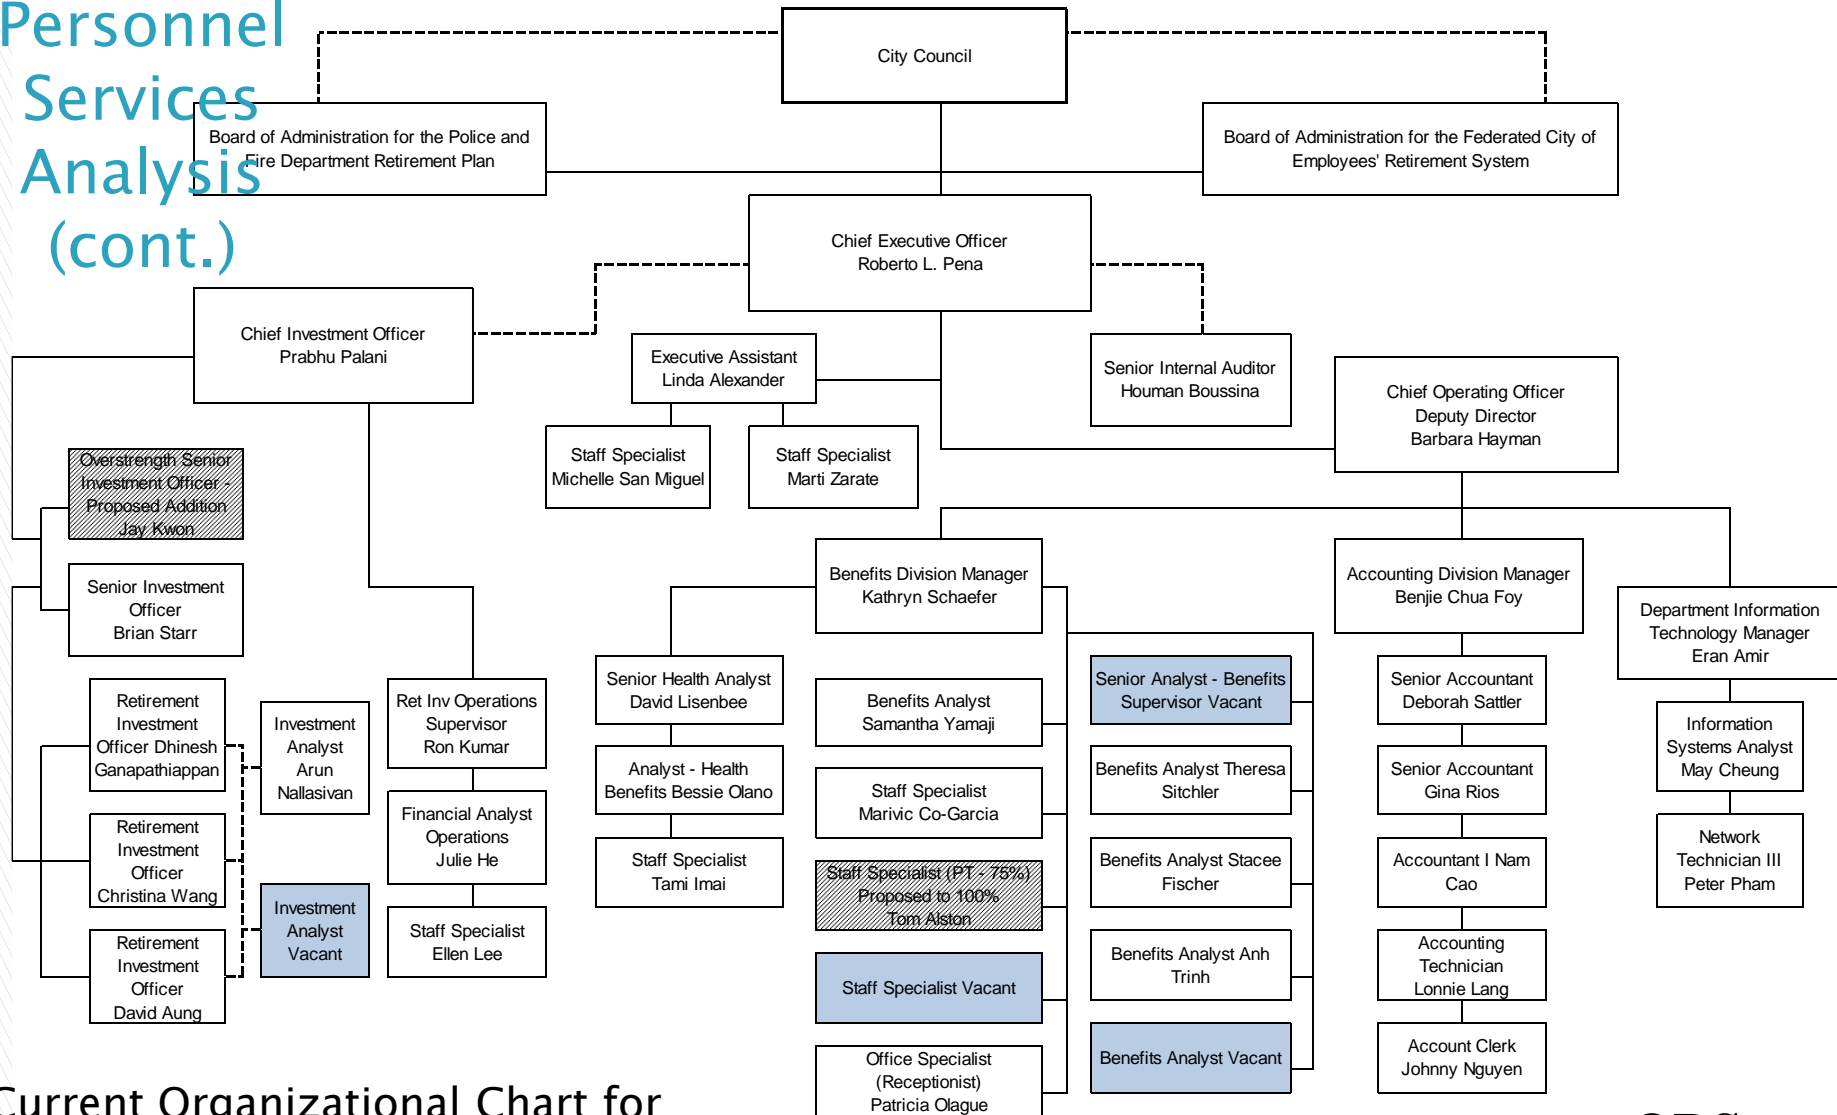 Personnel
Services
Analysis
(cont.)
City Council
Board of Administration for the Police and
Fire Department Retirement Plan
Board of Administration for the Federated City of
Employees' Retirement System
Chief Executive Officer
Roberto L. Pena
Chief Investment Officer
Prabhu Palani
Executive Assistant
Linda Alexander
Senior Internal Auditor
Houman Boussina
Chief Operating Officer
Deputy Director
Barbara Hayman
Staff Specialist
Michelle San Miguel
Staff Specialist
Marti Zarate
Overstrength Senior
Investment Officer -
Proposed Addition
Jay Kwon
Senior Investment
Officer
Brian Starr
Benefits Division Manager
Kathryn Schaefer
Accounting Division Manager
Benjie Chua Foy
Department Information
Technology Manager
Eran Amir
Retirement
Investment
Officer Dhinesh
Ganapathiappan
Investment
Analyst
Arun
Nallasivan
Ret Inv Operations
Supervisor
Ron Kumar
Senior Health Analyst
David Lisenbee
Benefits Analyst
Samantha Yamaji
Senior Analyst - Benefits
Supervisor Vacant
Senior Accountant
Deborah Sattler
Information
Systems Analyst
May Cheung
Analyst - Health
Benefits Bessie Olano
Staff Specialist
Marivic Co-Garcia
Benefits Analyst Theresa
Sitchler
Senior Accountant
Gina Rios
Retirement
Investment
Officer
Christina Wang
Financial Analyst
Operations
Julie He
Staff Specialist
Tami Imai
Staff Specialist (PT - 75%)
Proposed to 100%
Tom Alston
Benefits Analyst Stacee
Fischer
Accountant I Nam
Cao
Network
Technician III
Peter Pham
Investment
Analyst
Vacant
Staff Specialist
Ellen Lee
Retirement
Investment
Officer
David Aung
Staff Specialist Vacant
Benefits Analyst Anh
Trinh
Accounting
Technician
Lonnie Lang
Office Specialist
(Receptionist)
Patricia Olague
Benefits Analyst Vacant
Account Clerk
Johnny Nguyen
Current Organizational Chart for